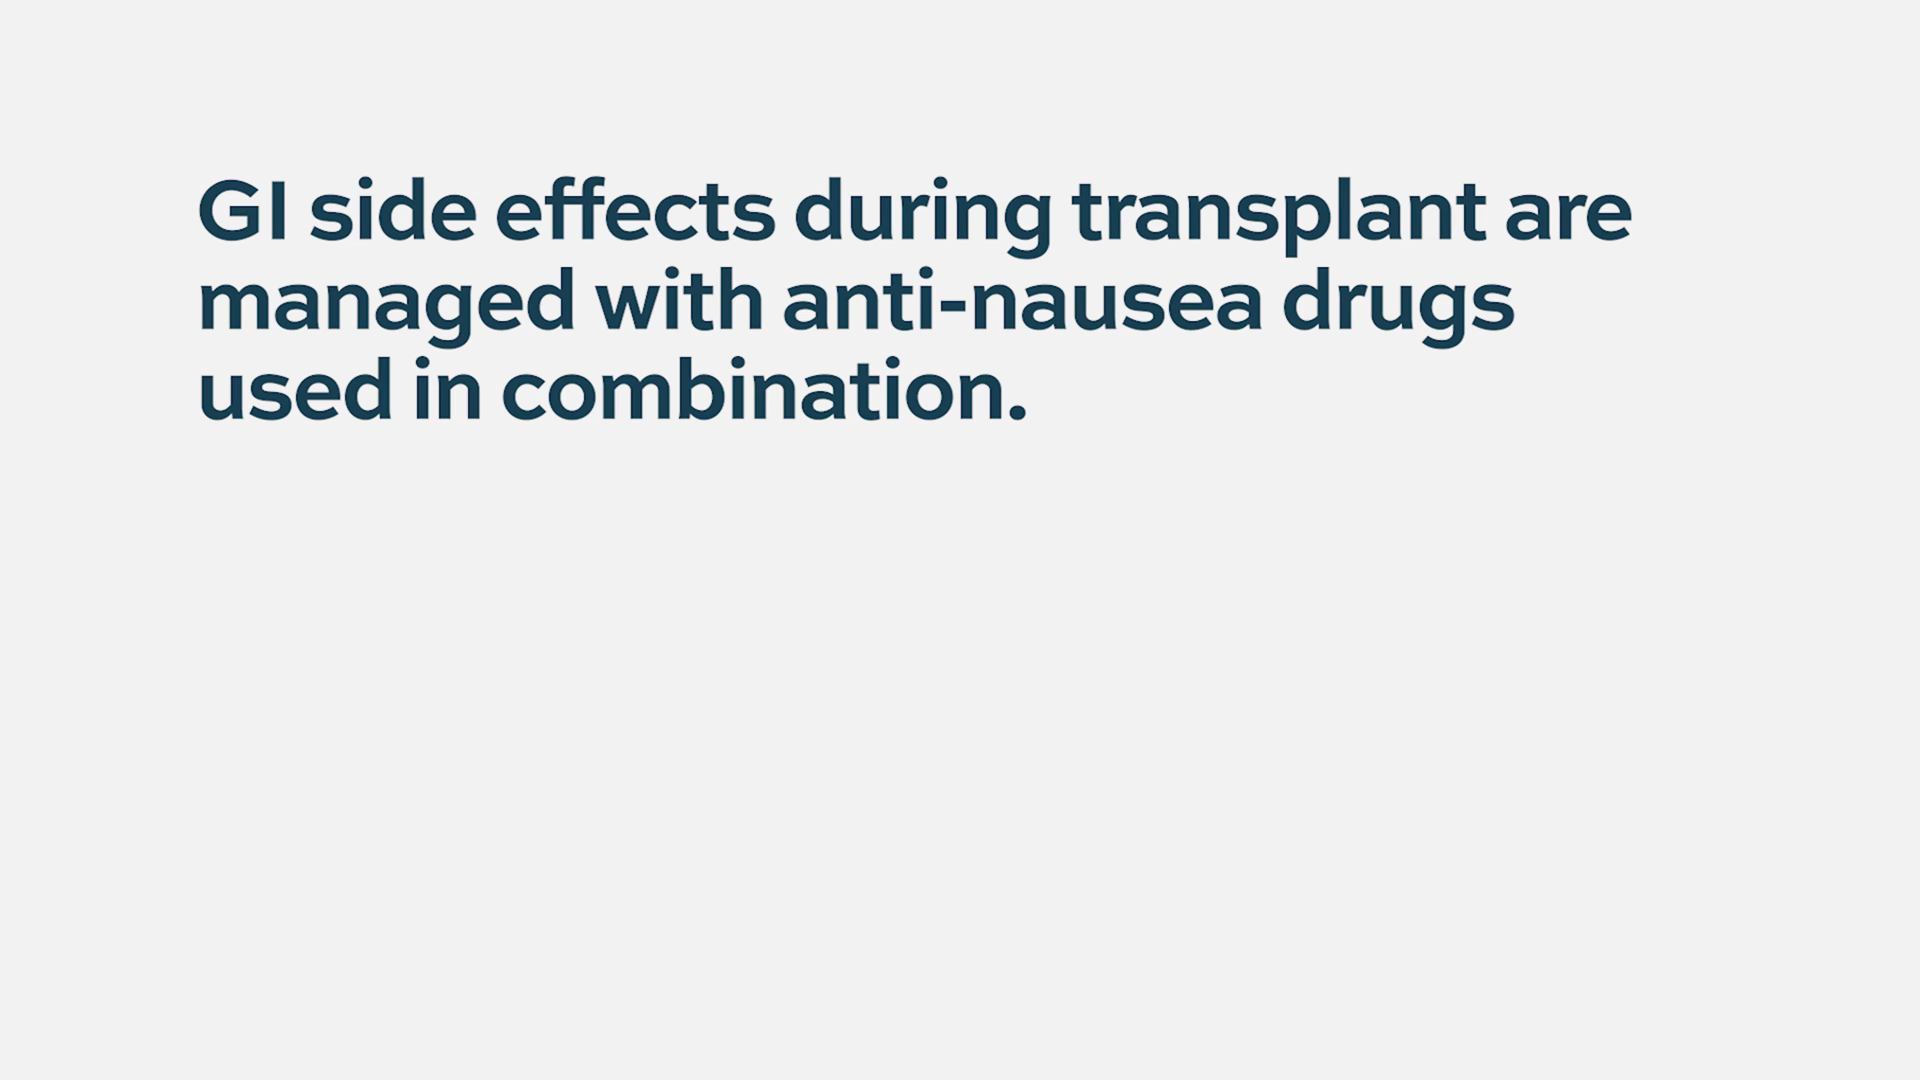 GI side effects during transplant are
managed with anti-nausea drugs
used in combination.